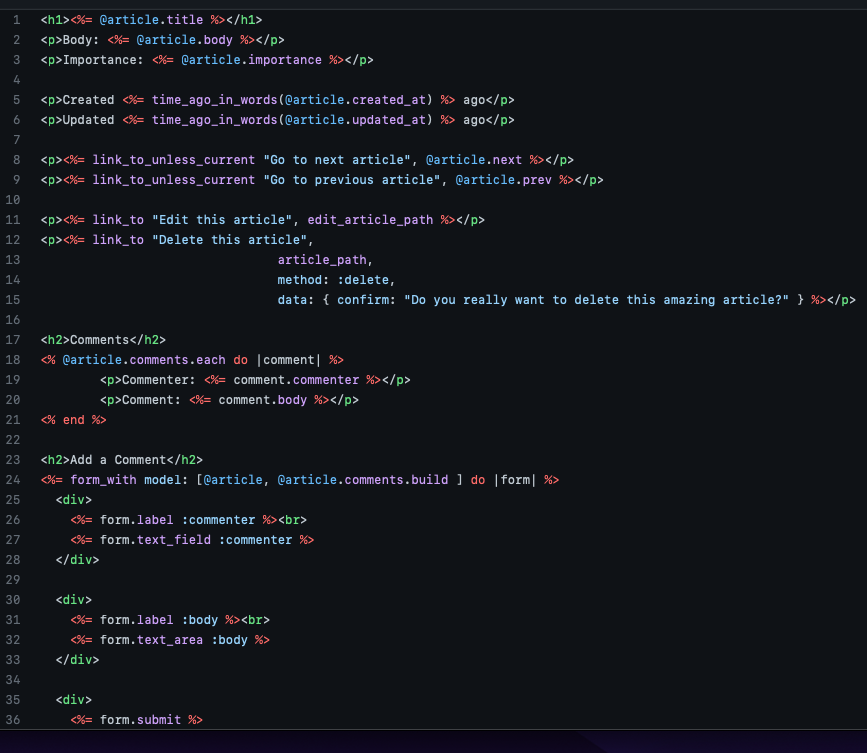 1 <h1><%= @article.title %></h1>
2 <p>Body: <%= @article.body %></p>
3 <p>Importance: <%= @article.importance %></p>
4
5 <p>Created <%= time_ago_in_words(@article.created_at) %> ago</p>
6 <p>Updated <%= time_ago_in_words(@article.updated_at) %> ago</p>
7
8 <p><%= link_to_unless_current "Go to next article", @article.next %></p>
9 <p><%= link_to_unless_current "Go to previous article", @article.prev %></p>
10
11 <p><%= link_to "Edit this article", edit_article_path %></p>
12 <p><%= link_to "Delete this article",
13                                 article_path,
14                                 method: :delete,
15                                 data: { confirm: "Do you really want to delete this amazing article?" } %></p>
16
17 <h2>Comments</h2>
18 <% @article.comments.each do |comment| %>
19         <p>Commenter: <%= comment.commenter %></p>
20         <p>Comment: <%= comment.body %></p>
21 <% end %>
22
23 <h2>Add a Comment</h2>
24 <%= form_with model: [@article, @article.comments.build ] do |form| %>
25   <div>
26     <%= form.label :commenter %><br>
27     <%= form.text_field :commenter %>
28   </div>
29
30   <div>
31     <%= form.label :body %><br>
32     <%= form.text_area :body %>
33   </div>
34
35   <div>
36     <%= form.submit %>